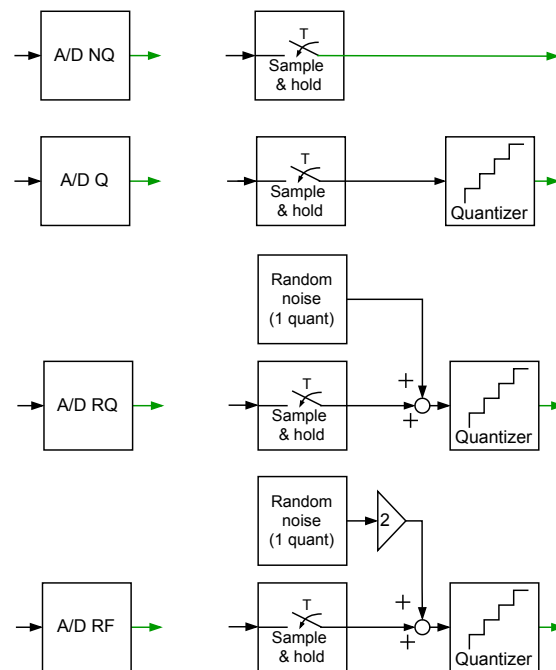 A/D NQ
T
Sample
& hold
A/D Q
T
Sample
& hold
Quantizer
Random
noise
(1 quant)
+
A/D RQ
T
Sample
& hold
+
Quantizer
Random
noise
(1 quant)
2
+
A/D RF
T
Sample
& hold
+
Quantizer